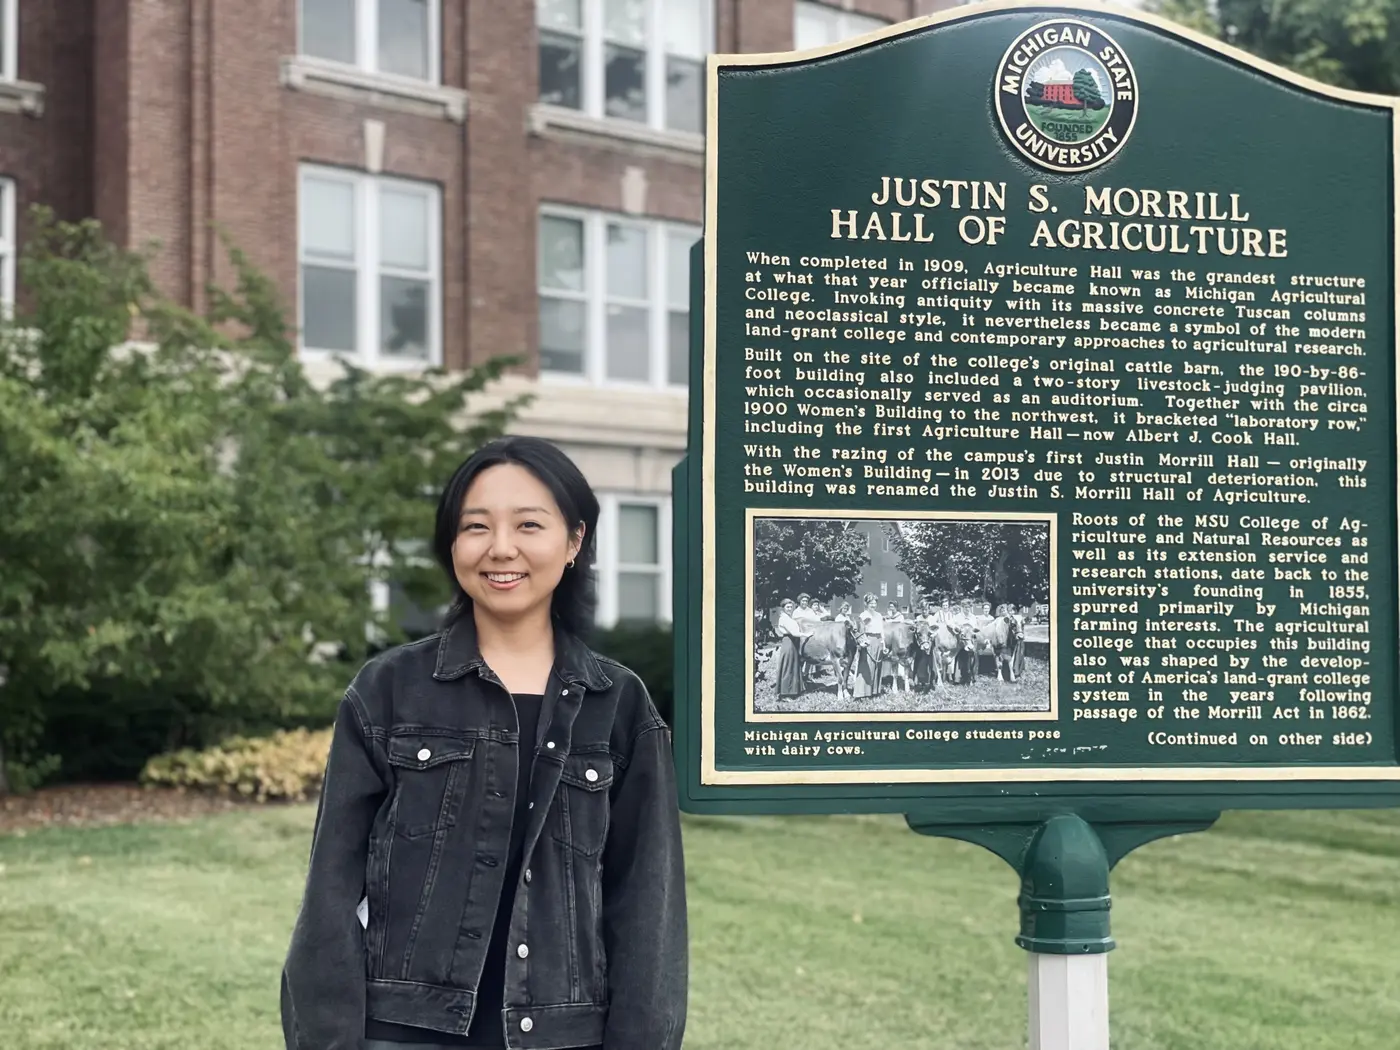 MICHIGAN STATE
UNIVERSITY
FOUNDED
1855
JUSTIN S. MORRILL
HALL OF AGRICULTURE
When completed in 1909, Agriculture Hall was the grandest structure
at what that year officially became known as Michigan Agricultural
College. Invoking antiquity with its massive concrete Tuscan columns
and neoclassical style, it nevertheless became a symbol of the modern
land-grant college and contemporary approaches to agricultural research.
Built on the site of the college's original cattle barn, the 190-by-86-
foot building also included a two-story livestock-judging pavilion,
which occasionally served as an auditorium. Together with the circa
1900 Women's Building to the northwest, it bracketed "laboratory row,"
including the first Agriculture Hall — now Albert J. Cook Hall.
With the razing of the campus's first Justin Morrill Hall — originally
the Women's Building — in 2013 due to structural deterioration, this
building was renamed the Justin S. Morrill Hall of Agriculture.
Roots of the MSU College of Ag-
riculture and Natural Resources as
well as its extension service and
research stations, date back to the
university's founding in 1855,
spurred primarily by Michigan
farming interests. The agricultural
college that occupies this building
also was shaped by the develop-
ment of America's land-grant college
system in the years following
passage of the Morrill Act in 1862.
(Continued on other side)
Michigan Agricultural College students pose
with dairy cows.